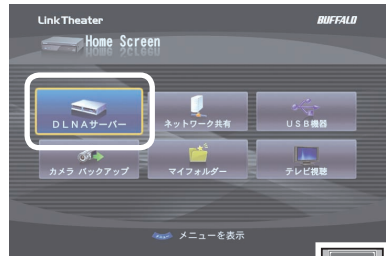 LinkTheater
BUFFALO
Home Screen
DLNAサーバー
ネットワーク共有
USB機器
カメラ バックアップ
マイフォルダー
テレビ視聴
メニューを表示